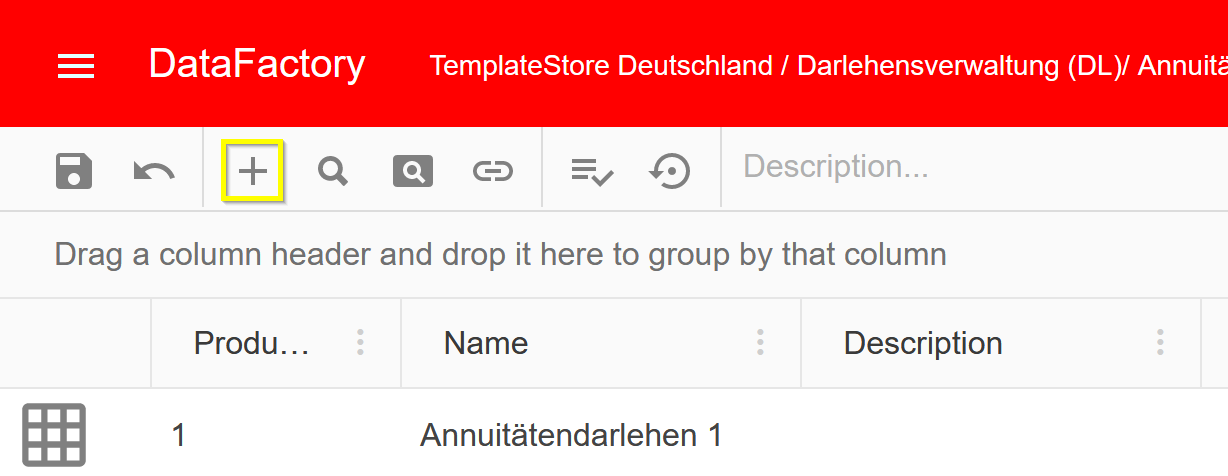 DataFactory
TemplateStore Deutschland / Darlehensverwaltung (DL)/ Annuitä
Description...
Drag a column header and drop it here to group by that column
Produ... Name Description
1 Annuitätendarlehen 1